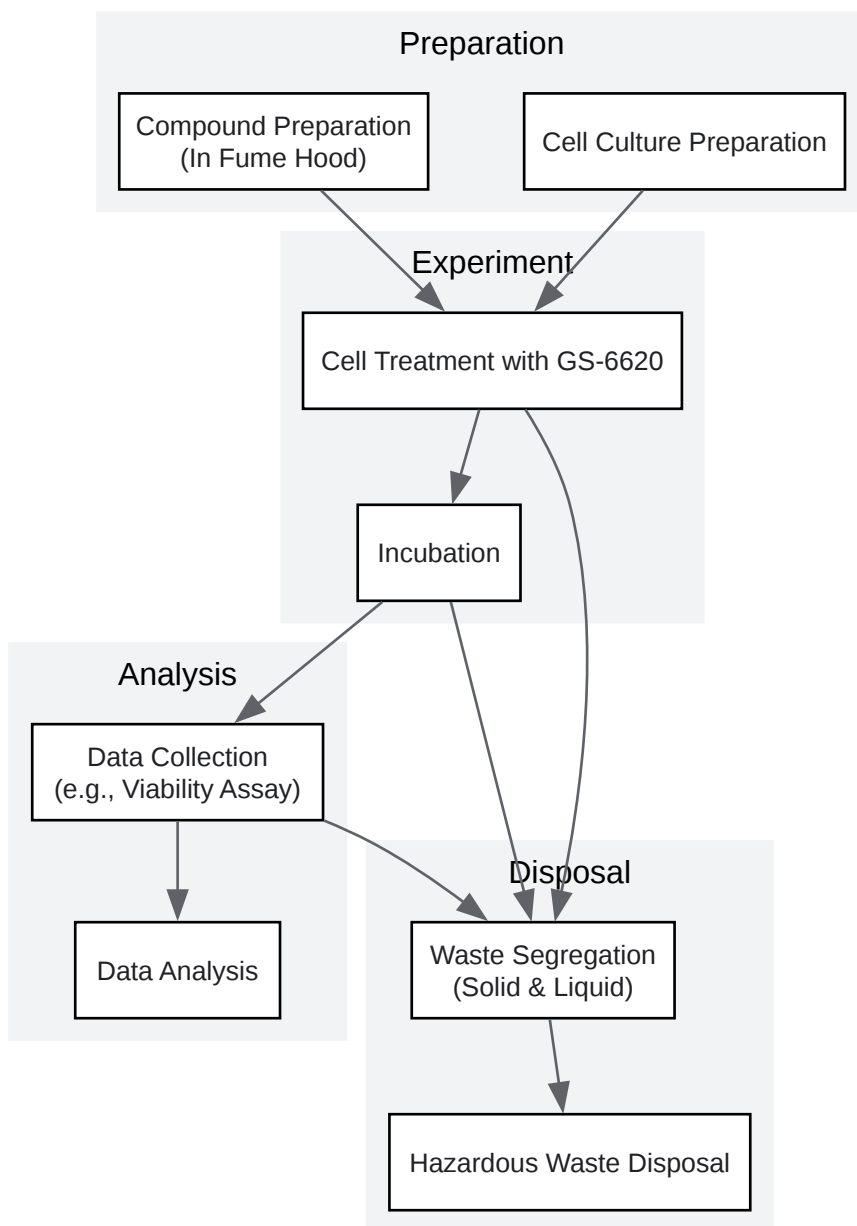 Preparation
Compound Preparation
(In Fume Hood)
Cell Culture Preparation
Experiment
Cell Treatment with GS-6620
Incubation
Analysis
Data Collection
(e.g., Viability Assay)
Disposal
Data Analysis
Waste Segregation
(Solid & Liquid)
Hazardous Waste Disposal